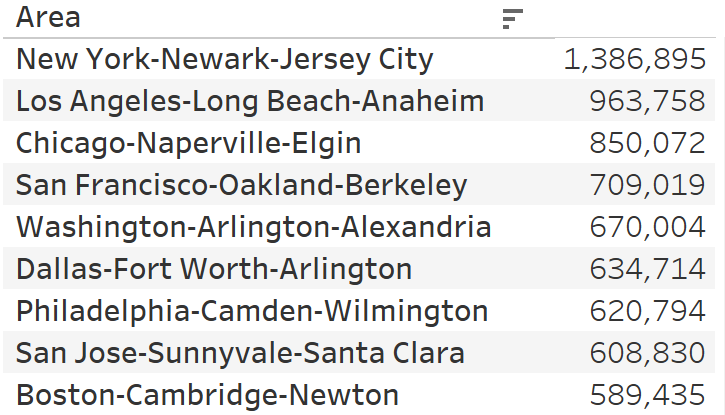 Area
New York-Newark-Jersey City 1,386,895
Los Angeles-Long Beach-Anaheim 963,758
Chicago-Naperville-Elgin 850,072
San Francisco-Oakland-Berkeley 709,019
Washington-Arlington-Alexandria 670,004
Dallas-Fort Worth-Arlington 634,714
Philadelphia-Camden-Wilmington 620,794
San Jose-Sunnyvale-Santa Clara 608,830
Boston-Cambridge-Newton 589,435